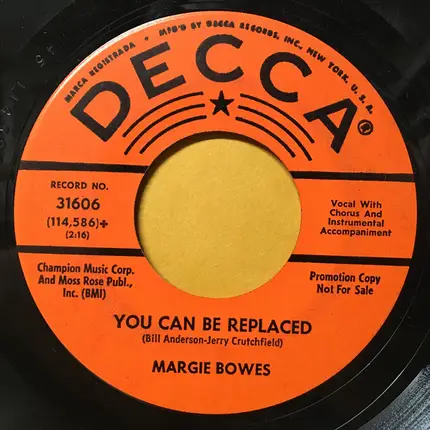 MARCA REGISTRADA • MFD'D BY DECCA RECORDS, INC., NEW YORK, U. S. A.
DECCA®
RECORD NO.
31606
(114,586)+
(2:16)
Vocal With
Chorus And
Instrumental
Accompaniment
Champion Music Corp.
And Moss Rose Publ.,
Inc. (BMI)
Promotion Copy
Not For Sale
YOU CAN BE REPLACED
(Bill Anderson-Jerry Crutchfield)
MARGIE BOWES